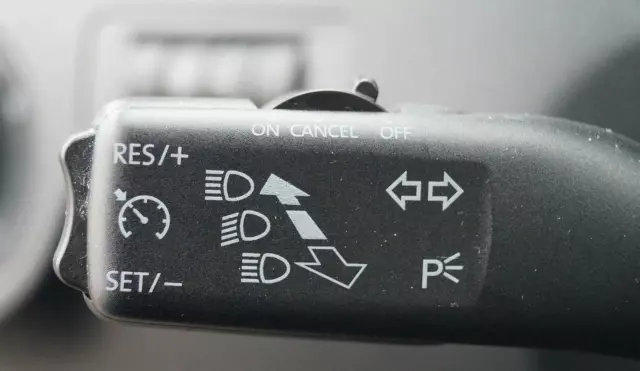 ON CANCEL OFF
RES/+
SET/−
P